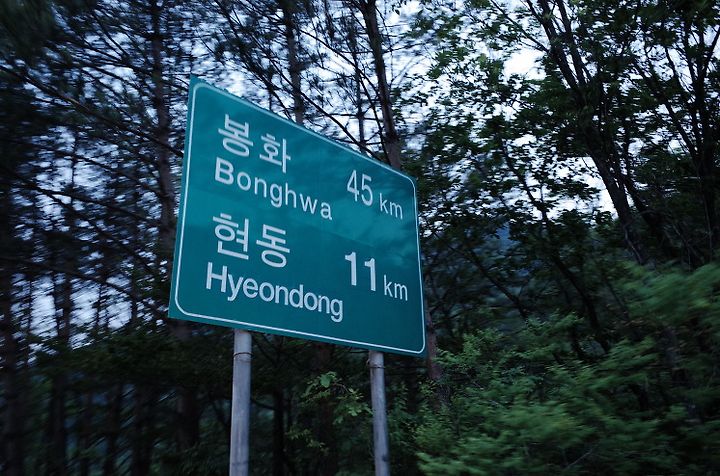 봉화
Bonghwa 45 km
현동
Hyeondong 11 km